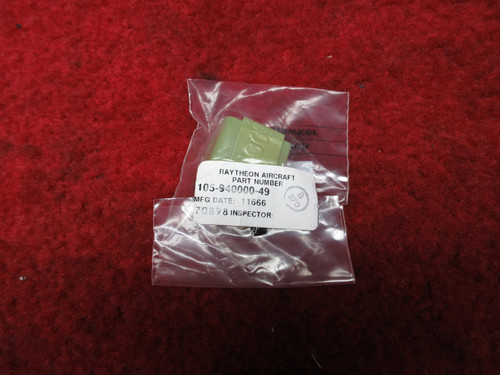 RAYTHEON AIRCRAFT
PART NUMBER
105-940000-49
MFG DATE: 11666
70898 INSPECTOR: